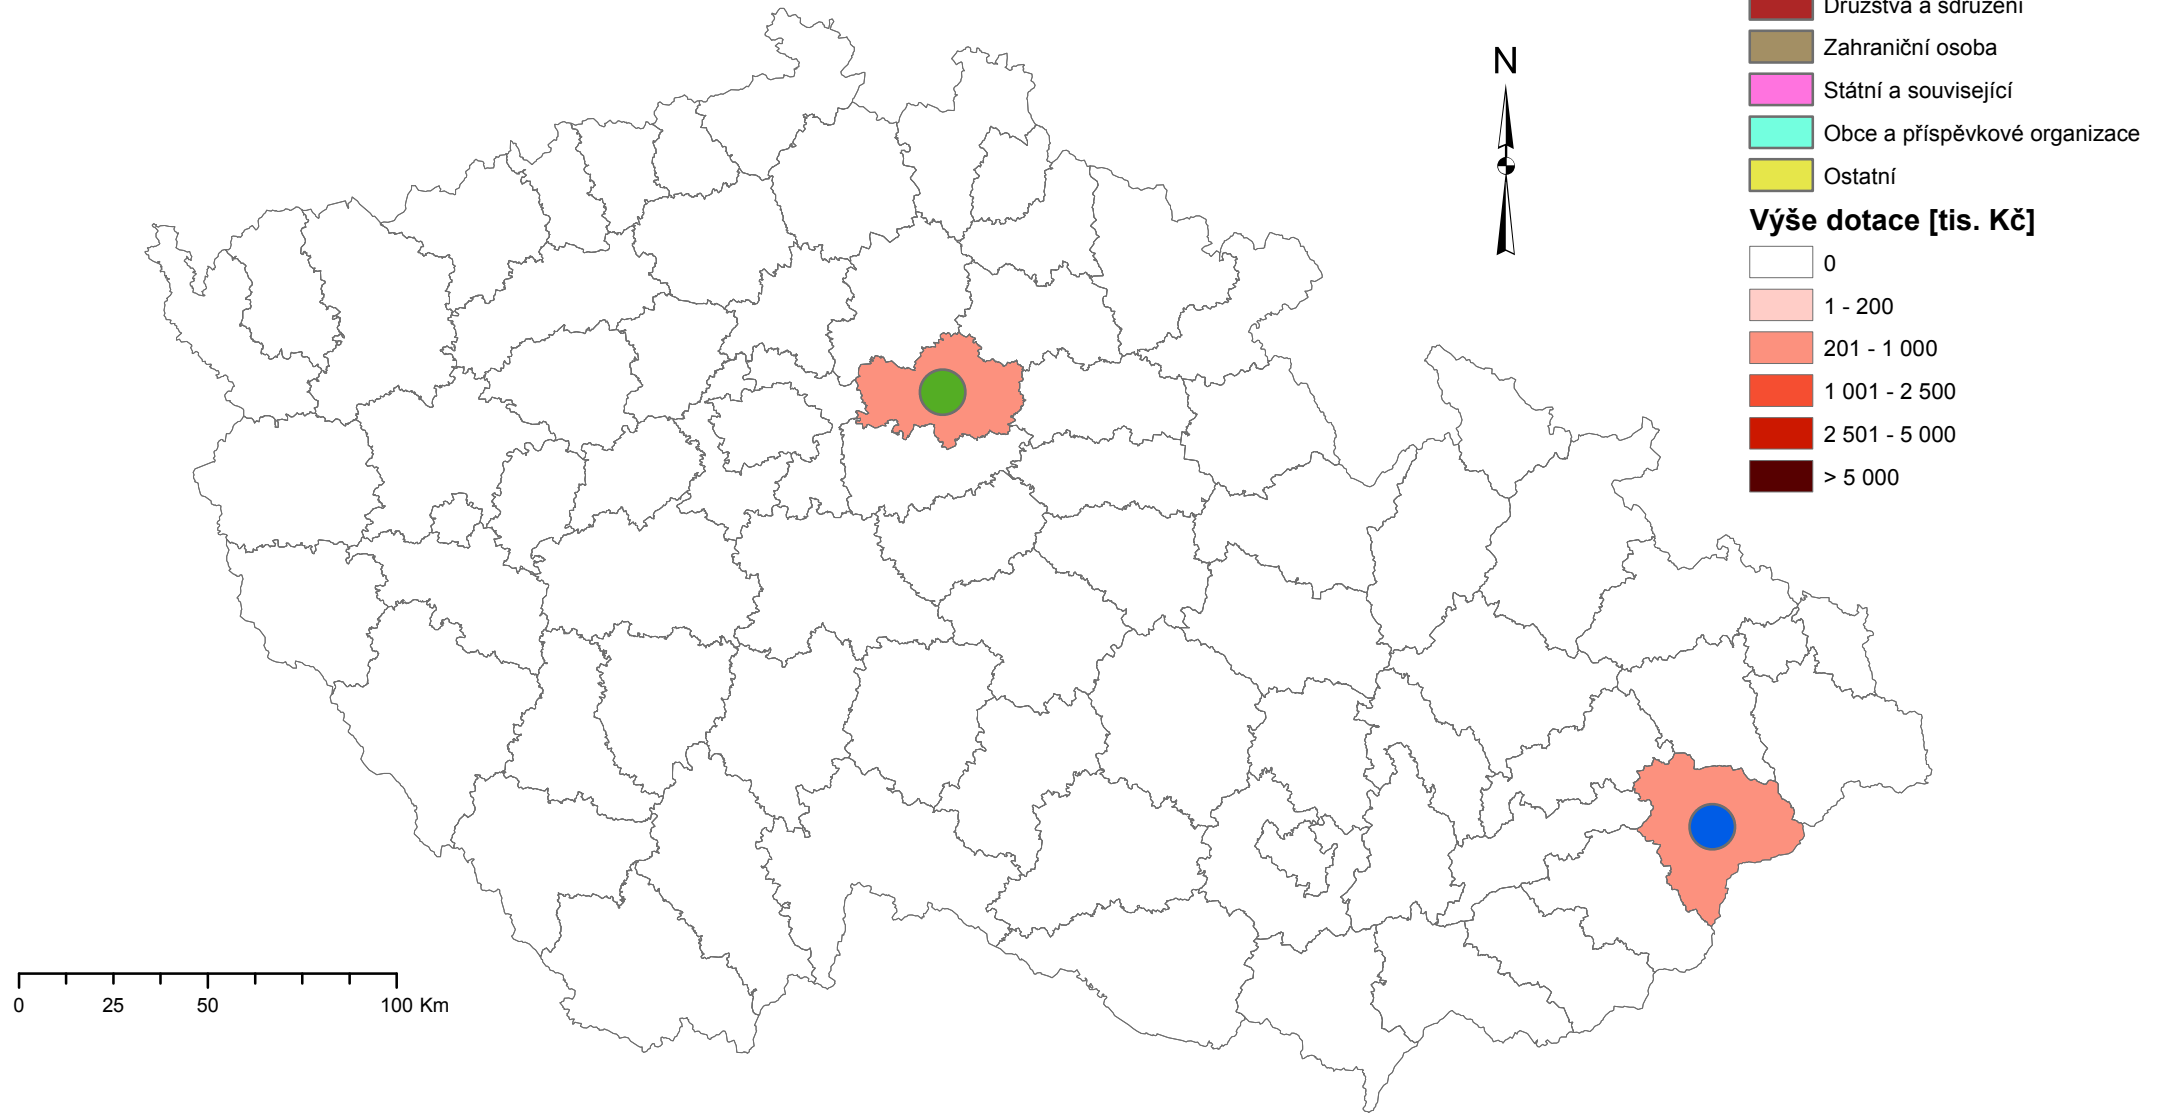 Družstva a sdružení
Zahraniční osoba
Státní a související
Obce a příspěvkové organizace
Ostatní
Výše dotace [tis. Kč]
0
1 - 200
201 - 1 000
1 001 - 2 500
2 501 - 5 000
> 5 000
N
0 25 50 100 Km